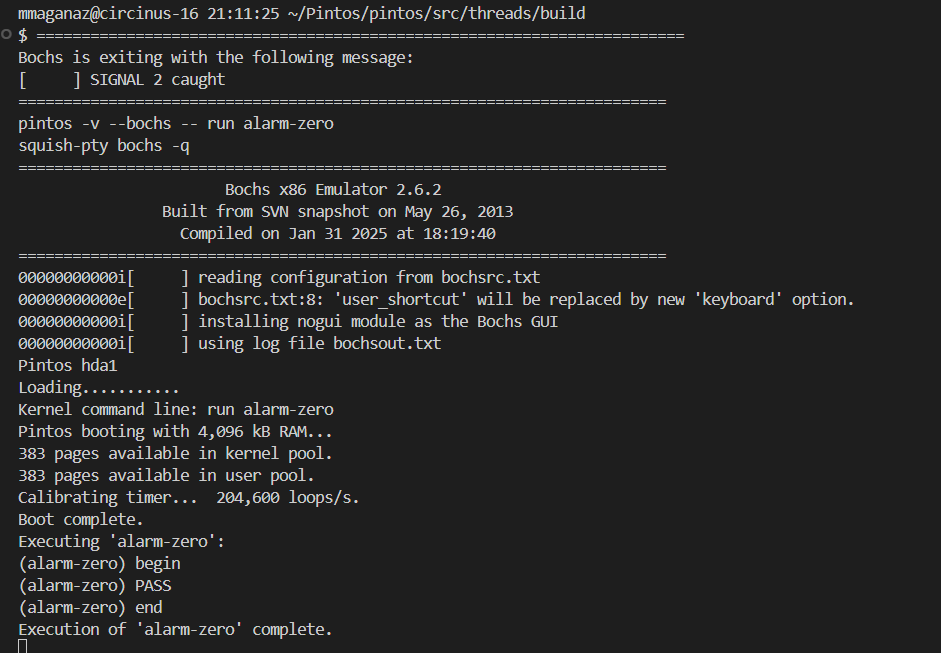 mmaganaz@circinus-16 21:11:25 ~/Pintos/pintos/src/threads/build
$ ========================================================================
Bochs is exiting with the following message:
[     ] SIGNAL 2 caught
========================================================================
pintos -v --bochs -- run alarm-zero
squish-pty bochs -q
========================================================================
                       Bochs x86 Emulator 2.6.2
                Built from SVN snapshot on May 26, 2013
                  Compiled on Jan 31 2025 at 18:19:40
========================================================================
00000000000i[     ] reading configuration from bochsrc.txt
00000000000e[     ] bochsrc.txt:8: 'user_shortcut' will be replaced by new 'keyboard' option.
00000000000i[     ] installing nogui module as the Bochs GUI
00000000000i[     ] using log file bochsout.txt
Pintos hda1
Loading...........
Kernel command line: run alarm-zero
Pintos booting with 4,096 kB RAM...
383 pages available in kernel pool.
383 pages available in user pool.
Calibrating timer...  204,600 loops/s.
Boot complete.
Executing 'alarm-zero':
(alarm-zero) begin
(alarm-zero) PASS
(alarm-zero) end
Execution of 'alarm-zero' complete.